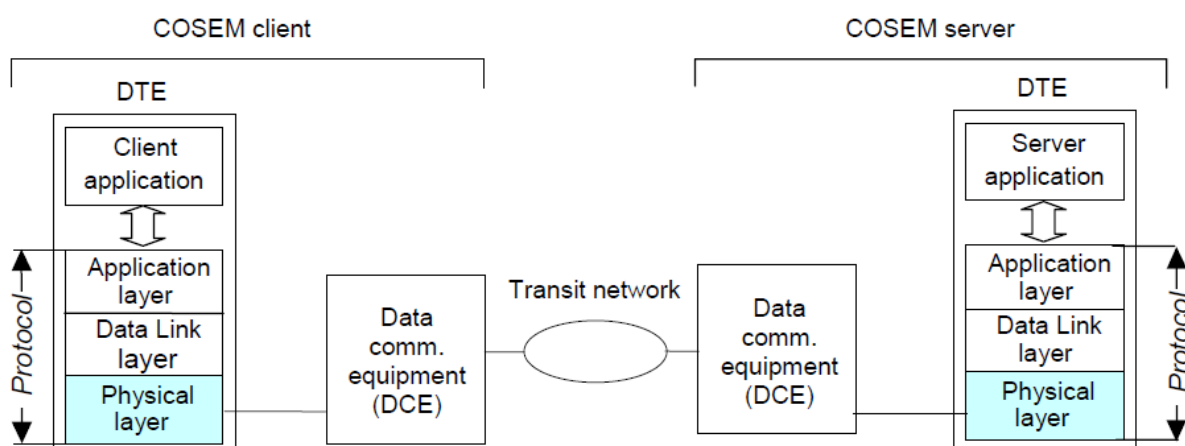 COSEM client
COSEM server
DTE
DTE
Client
application
Server
application
Protocol
Application
layer
Data Link
layer
Physical
layer
Data
comm.
equipment
(DCE)
Transit network
Data
comm.
equipment
(DCE)
Application
layer
Data Link
layer
Physical
layer
Protocol